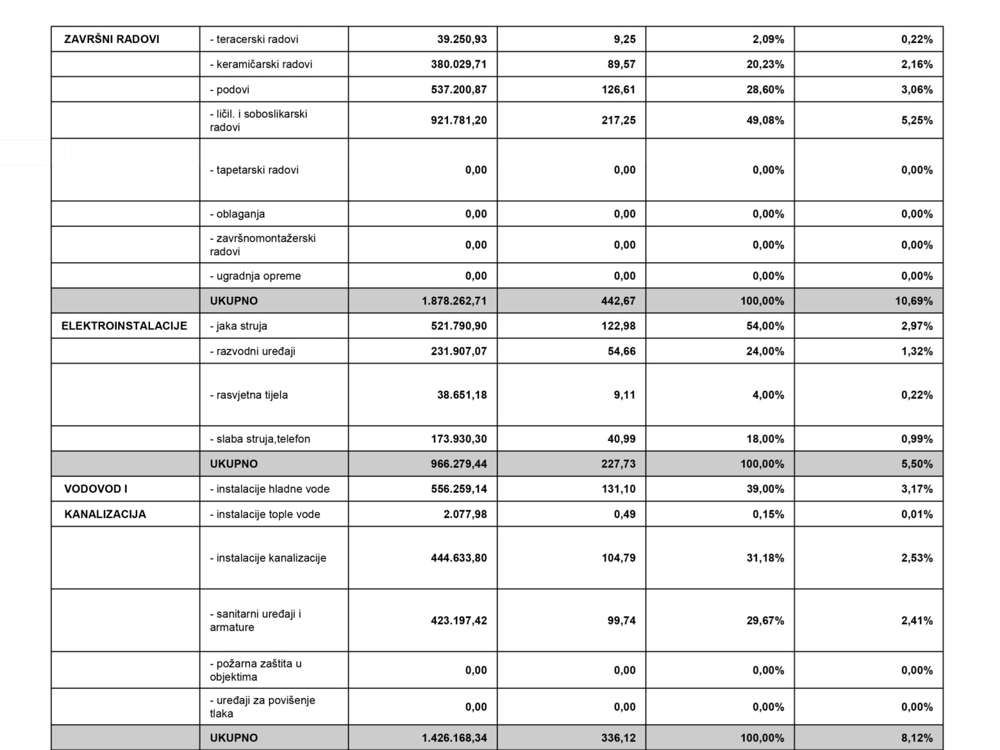 ZAVRŠNI RADOVI - teracerski radovi 39.250,93 9,25 2,09% 0,22%
- keramičarski radovi 380.029,71 89,57 20,23% 2,16%
- podovi 537.200,87 126,61 28,60% 3,06%
- ličil. i soboslikarski
radovi 921.781,20 217,25 49,08% 5,25%
- tapetarski radovi 0,00 0,00 0,00% 0,00%
- oblaganja 0,00 0,00 0,00% 0,00%
- završnomontažerski
radovi 0,00 0,00 0,00% 0,00%
- ugradnja opreme 0,00 0,00 0,00% 0,00%
UKUPNO 1.878.262,71 442,67 100,00% 10,69%
ELEKTROINSTALACIJE - jaka struja 521.790,90 122,98 54,00% 2,97%
- razvodni uređaji 231.907,07 54,66 24,00% 1,32%
- rasvjetna tijela 38.651,18 9,11 4,00% 0,22%
- slaba struja,telefon 173.930,30 40,99 18,00% 0,99%
UKUPNO 966.279,44 227,73 100,00% 5,50%
VODOVOD I - instalacije hladne vode 556.259,14 131,10 39,00% 3,17%
KANALIZACIJA - instalacije tople vode 2.077,98 0,49 0,15% 0,01%
- instalacije kanalizacije 444.633,80 104,79 31,18% 2,53%
- sanitarni uređaji i
armature 423.197,42 99,74 29,67% 2,41%
- požarna zaštita u
objektima 0,00 0,00 0,00% 0,00%
- uređaji za povišenje
tlaka 0,00 0,00 0,00% 0,00%
UKUPNO 1.426.168,34 336,12 100,00% 8,12%